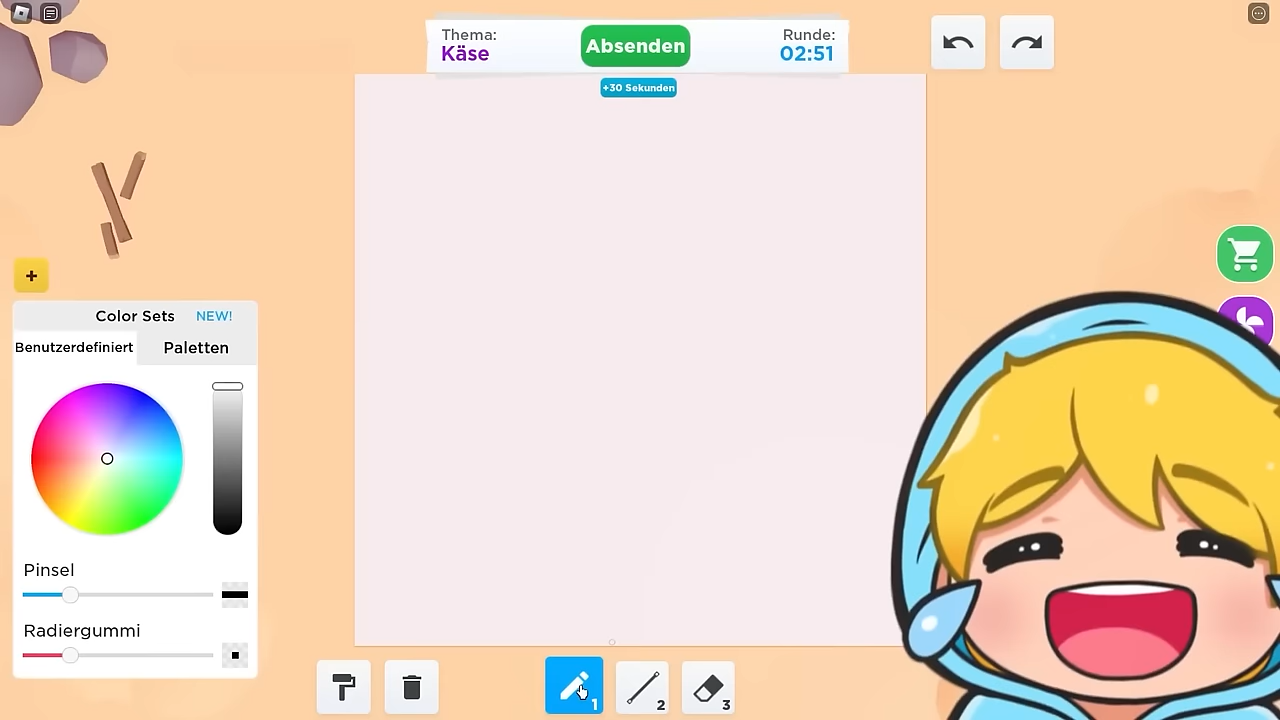 Thema:
Käse
Absenden
Runde:
02:51
+30 Sekunden
+
Color Sets NEW!
Benutzerdefiniert Paletten
Pinsel
Radiergummi
1
2
3